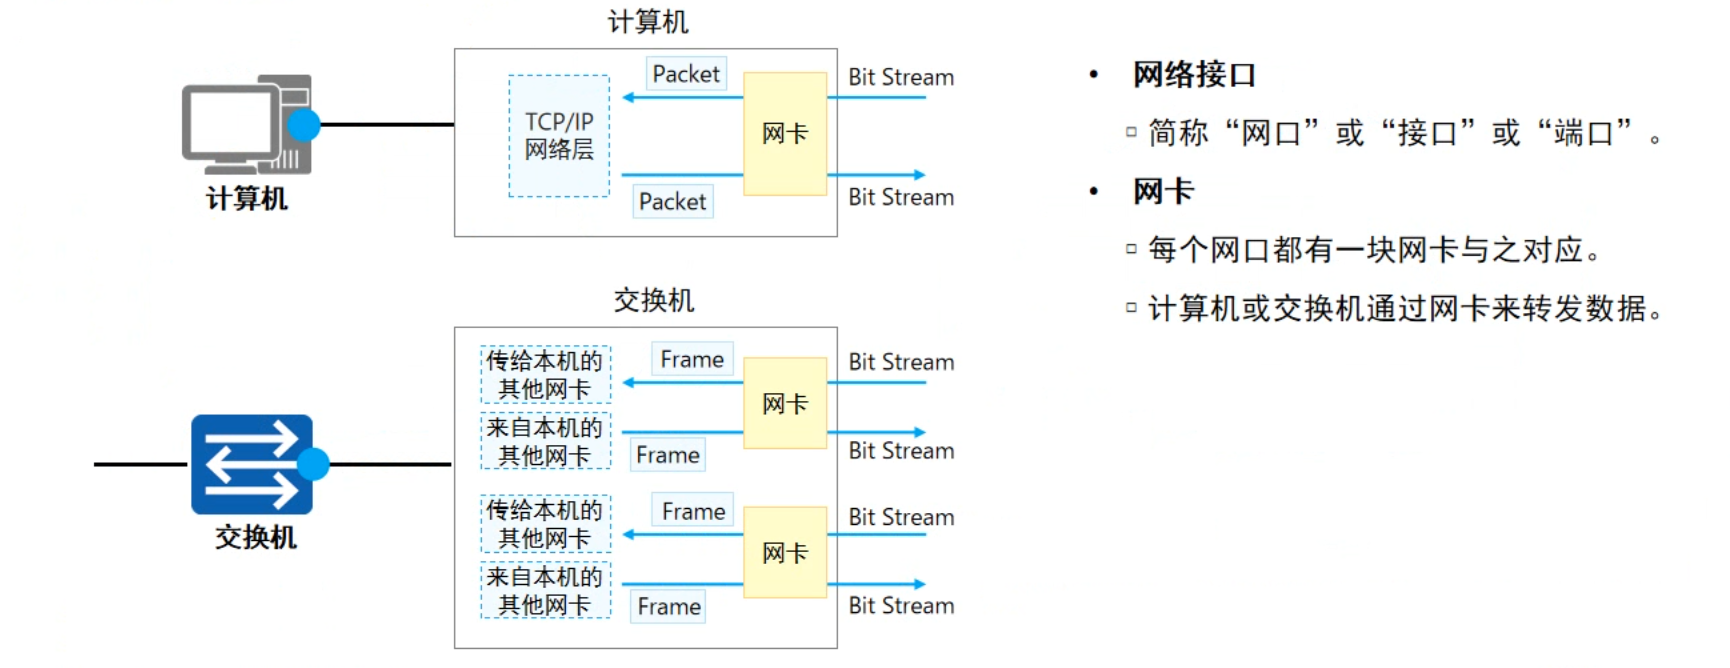 计算机
Packet
Bit Stream
TCP/IP
网络层
网卡
Packet
Bit Stream
计算机
交换机
传给本机的
其他网卡
Frame
Bit Stream
网卡
来自本机的
其他网卡
Frame
Bit Stream
传给本机的
其他网卡
Frame
Bit Stream
网卡
来自本机的
其他网卡
Frame
Bit Stream
交换机
• 网络接口
▫ 简称“网口”或“接口”或“端口”。
• 网卡
▫ 每个网口都有一块网卡与之对应。
▫ 计算机或交换机通过网卡来转发数据。